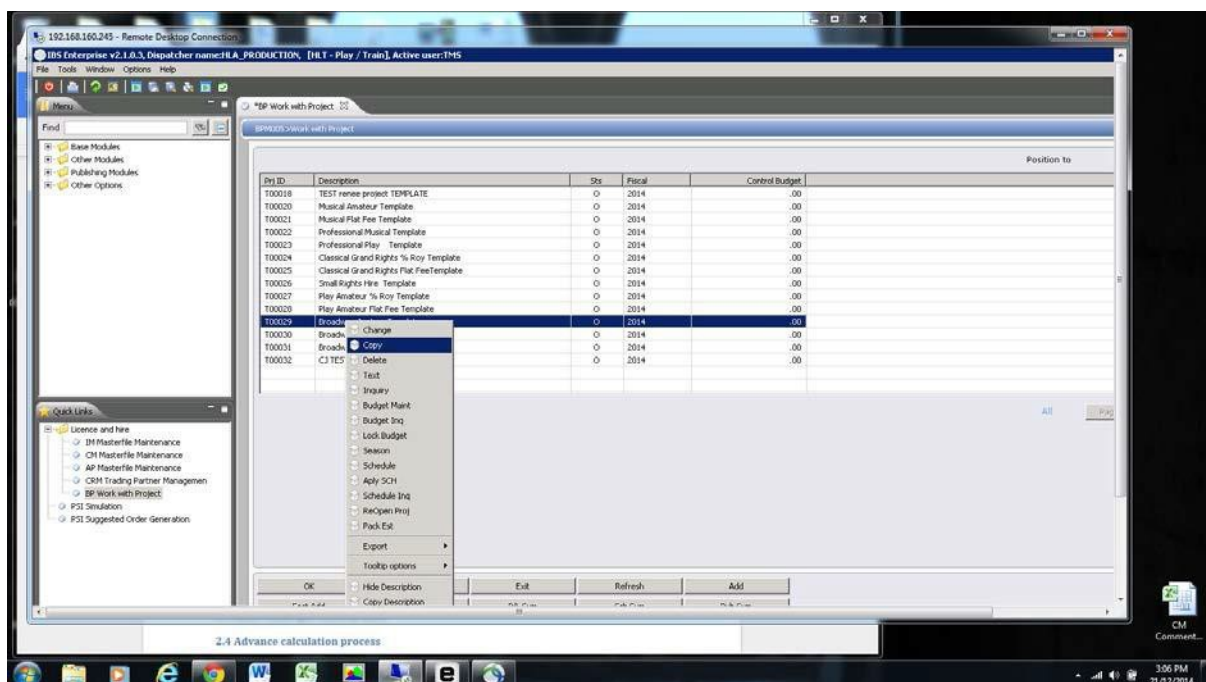 192.168.160.245 - Remote Desktop Connection
IBS Enterprise v2.1.0.3, Dispatcher name:HLA_PRODUCTION, [HLT - Play / Train], Active user:TMS
File Tools Window Options Help
Menu
*BP Work with Project
Find
BPM005>Work with Project
Base Modules
Other Modules
Publishing Modules
Other Options
Position to
Prj ID Description Sts Fiscal Control Budget
T00018 TEST renee project TEMPLATE O 2014 .00
T00020 Musical Amateur Template O 2014 .00
T00021 Musical Flat Fee Template O 2014 .00
T00022 Professional Musical Template O 2014 .00
T00023 Professional Play Template O 2014 .00
T00024 Classical Grand Rights % Roy Template O 2014 .00
T00025 Classical Grand Rights Flat FeeTemplate O 2014 .00
T00026 Small Rights Hire Template O 2014 .00
T00027 Play Amateur % Roy Template O 2014 .00
T00028 Play Amateur Flat Fee Template O 2014 .00
T00029 Broadw O 2014 .00
T00030 Broadw O 2014 .00
T00031 Broadw O 2014 .00
T00032 CJ TES O 2014 .00
Change
Copy
Delete
Text
Inquiry
Budget Maint
Budget Inq
Lock Budget
Season
Schedule
Aply SCH
Schedule Inq
ReOpen Proj
Pack Est
Export
Tooltip options
Hide Description
Copy Description
All
Quick Links
Licence and hire
IM Masterfile Maintenance
CM Masterfile Maintenance
AP Masterfile Maintenance
CRM Trading Partner Managemen
BP Work with Project
PSI Simulation
PSI Suggested Order Generation
OK Exit Refresh Add
2.4 Advance calculation process
CM
Comment...
3:06 PM
21/12/2014